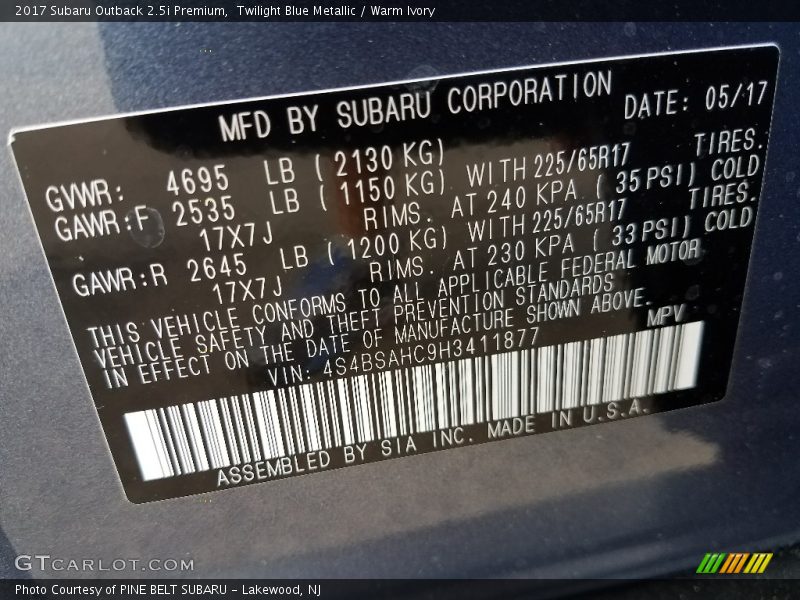 2017 Subaru Outback 2.5i Premium,  Twilight Blue Metallic / Warm Ivory
MFD BY SUBARU CORPORATION DATE: 05/17
GVWR: 4695 LB ( 2130 KG)
GAWR:F 2535 LB ( 1150 KG) WITH 225/65R17 TIRES.
17X7J RIMS. AT 240 KPA ( 35 PSI) COLD
GAWR:R 2645 LB ( 1200 KG) WITH 225/65R17 TIRES.
17X7J RIMS. AT 230 KPA ( 33 PSI) COLD
THIS VEHICLE CONFORMS TO ALL APPLICABLE FEDERAL MOTOR
VEHICLE SAFETY AND THEFT PREVENTION STANDARDS
IN EFFECT ON THE DATE OF MANUFACTURE SHOWN ABOVE.
VIN: 4S4BSAHC9H3411877 MPV
ASSEMBLED BY SIA INC. MADE IN U.S.A.
GTCARLOT.COM
Photo Courtesy of PINE BELT SUBARU – Lakewood, NJ